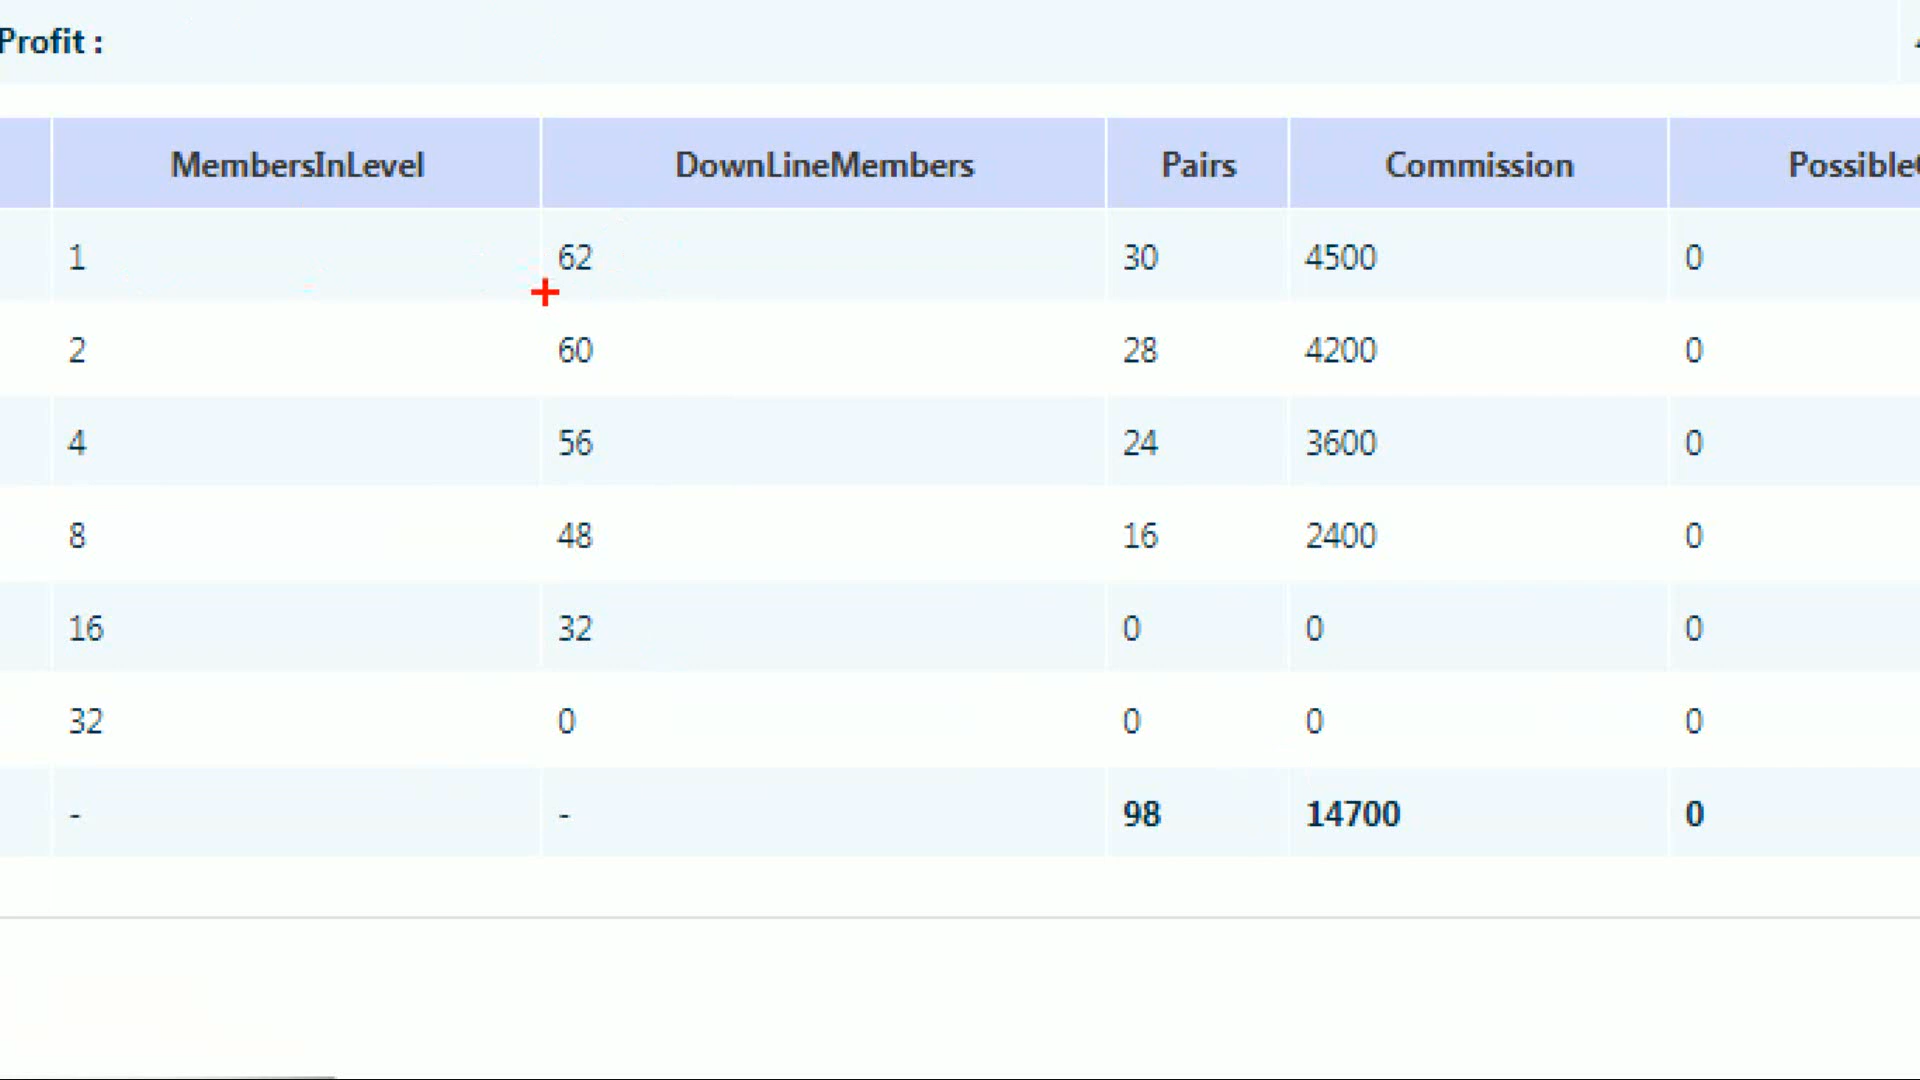 Profit :
MembersInLevel DownLineMembers Pairs Commission Possible
1 62 30 4500 0
2 60 28 4200 0
4 56 24 3600 0
8 48 16 2400 0
16 32 0 0 0
32 0 0 0 0
- - 98 14700 0